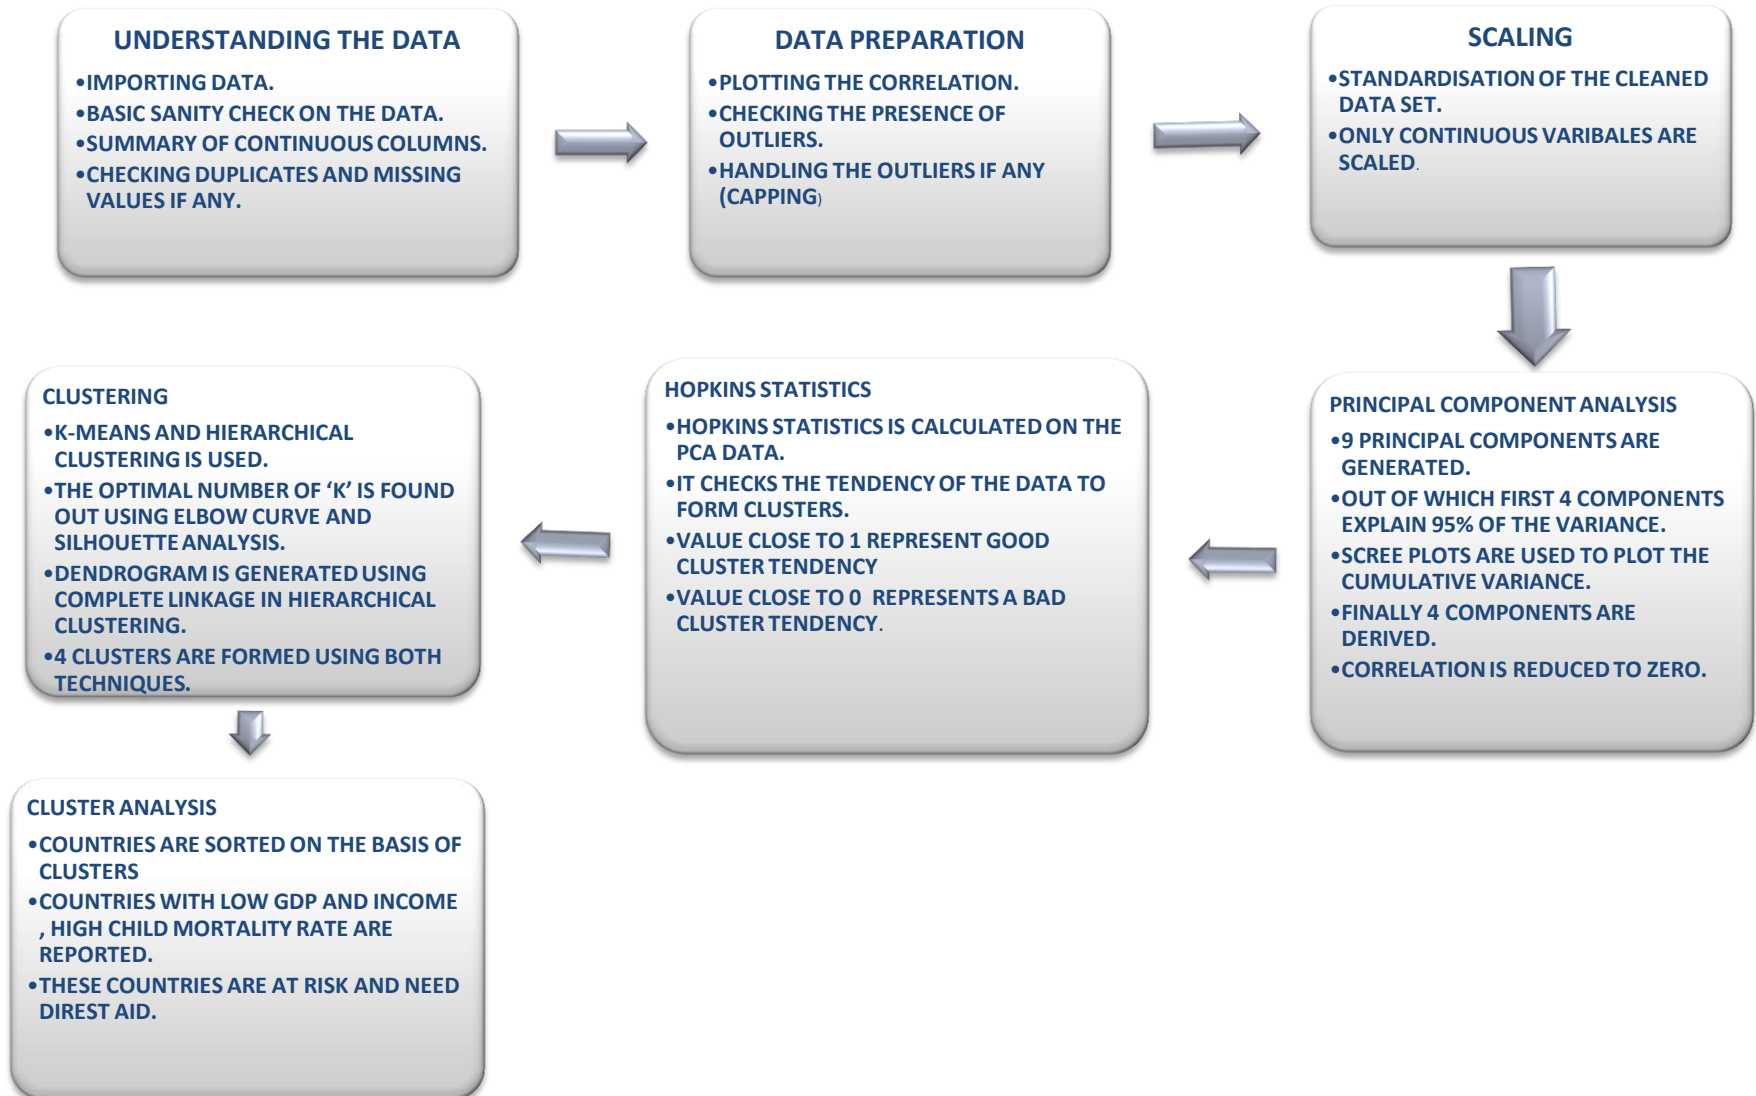 UNDERSTANDING THE DATA
•IMPORTING DATA.
•BASIC SANITY CHECK ON THE DATA.
•SUMMARY OF CONTINUOUS COLUMNS.
•CHECKING DUPLICATES AND MISSING
VALUES IF ANY.
DATA PREPARATION
•PLOTTING THE CORRELATION.
•CHECKING THE PRESENCE OF
OUTLIERS.
•HANDLING THE OUTLIERS IF ANY
(CAPPING)
SCALING
•STANDARDISATION OF THE CLEANED
DATA SET.
•ONLY CONTINUOUS VARIBALES ARE
SCALED.
PRINCIPAL COMPONENT ANALYSIS
•9 PRINCIPAL COMPONENTS ARE
GENERATED.
•OUT OF WHICH FIRST 4 COMPONENTS
EXPLAIN 95% OF THE VARIANCE.
•SCREE PLOTS ARE USED TO PLOT THE
CUMULATIVE VARIANCE.
•FINALLY 4 COMPONENTS ARE
DERIVED.
•CORRELATION IS REDUCED TO ZERO.
HOPKINS STATISTICS
•HOPKINS STATISTICS IS CALCULATED ON THE
PCA DATA.
•IT CHECKS THE TENDENCY OF THE DATA TO
FORM CLUSTERS.
•VALUE CLOSE TO 1 REPRESENT GOOD
CLUSTER TENDENCY
•VALUE CLOSE TO 0 REPRESENTS A BAD
CLUSTER TENDENCY.
CLUSTERING
•K-MEANS AND HIERARCHICAL
CLUSTERING IS USED.
•THE OPTIMAL NUMBER OF ‘K’ IS FOUND
OUT USING ELBOW CURVE AND
SILHOUETTE ANALYSIS.
•DENDROGRAM IS GENERATED USING
COMPLETE LINKAGE IN HIERARCHICAL
CLUSTERING.
•4 CLUSTERS ARE FORMED USING BOTH
TECHNIQUES.
CLUSTER ANALYSIS
•COUNTRIES ARE SORTED ON THE BASIS OF
CLUSTERS
•COUNTRIES WITH LOW GDP AND INCOME
, HIGH CHILD MORTALITY RATE ARE
REPORTED.
•THESE COUNTRIES ARE AT RISK AND NEED
DIREST AID.